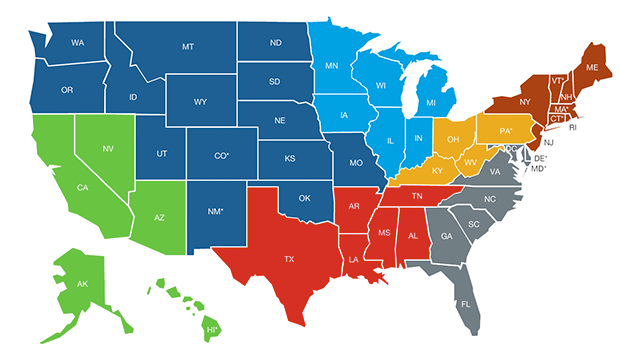 WA
MT
ND
MN
ME
VT
NH
OR
ID
SD
WI
MI
NY
MA*
CT*
RI
WY
IA
NE
PA*
NJ
NV
UT
CO*
IL
IN
OH
DC
DE*
MD*
KS
MO
WV
VA
KY
CA
AZ
NM*
OK
AR
TN
NC
SC
TX
LA
MS
AL
GA
AK
FL
HI*